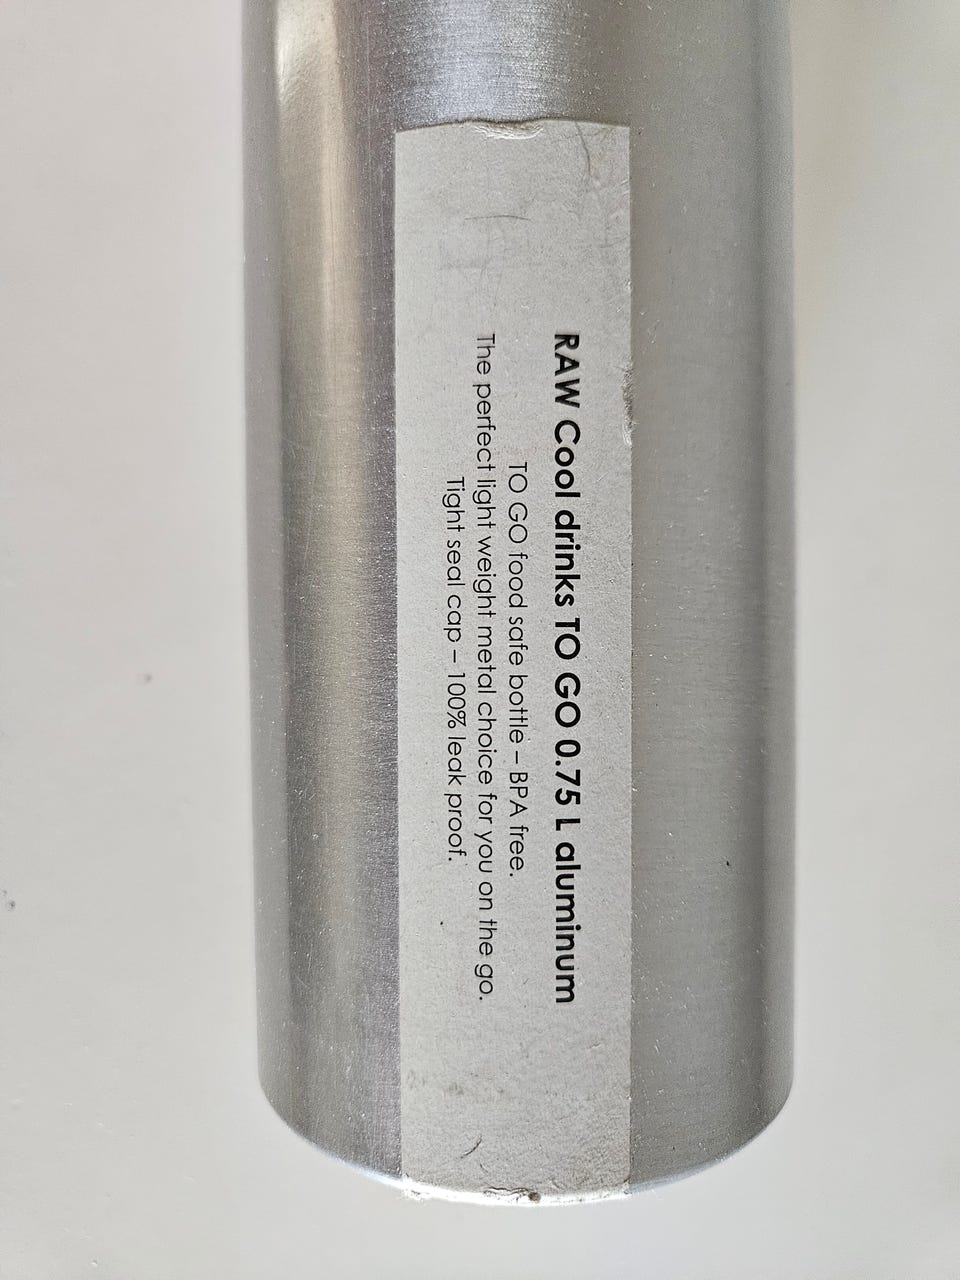 RAW Cool drinks TO GO 0.75 L aluminum
TO GO food safe bottle – BPA free.
The perfect light weight metal choice for you on the go.
Tight seal cap – 100% leak proof.